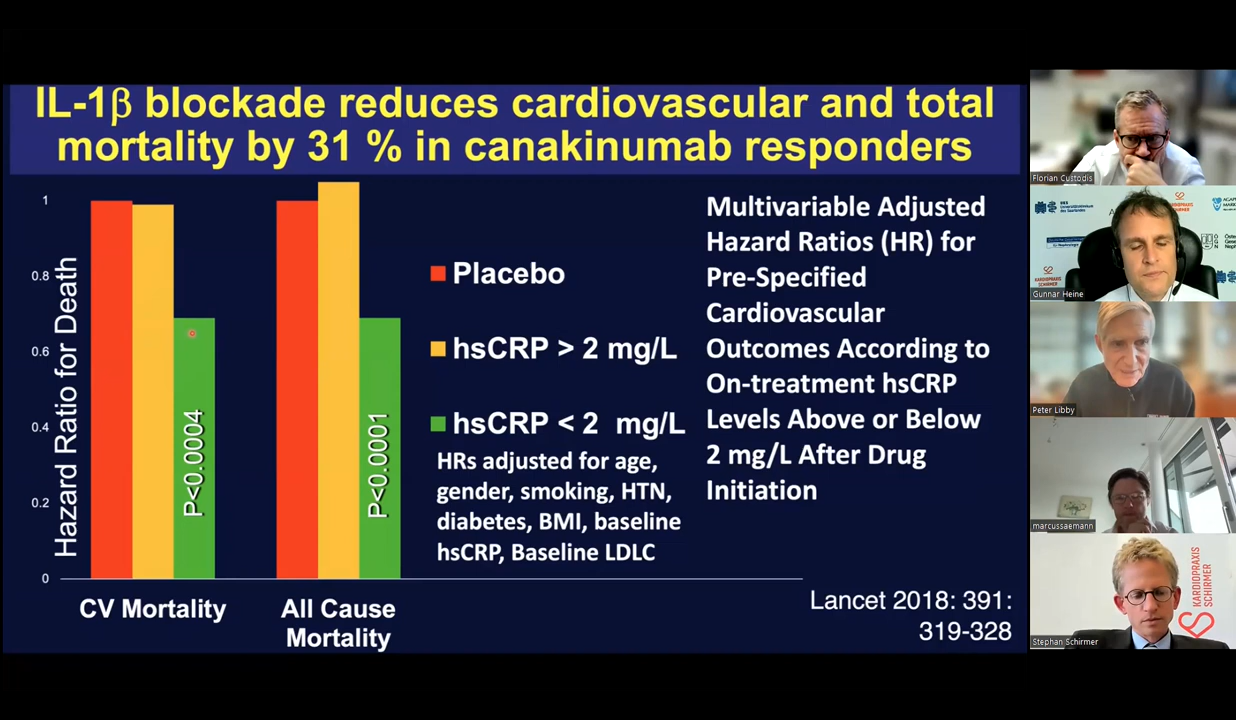 IL-1β blockade reduces cardiovascular and total
mortality by 31 % in canakinumab responders
Hazard Ratio for Death
1
0.8
0.6
0.4
0.2
0
P<0.0004
P<0.0001
CV Mortality
All Cause
Mortality
Placebo
hsCRP > 2 mg/L
hsCRP < 2 mg/L
HRs adjusted for age,
gender, smoking, HTN,
diabetes, BMI, baseline
hsCRP, Baseline LDLC
Multivariable Adjusted
Hazard Ratios (HR) for
Pre-Specified
Cardiovascular
Outcomes According to
On-treatment hsCRP
Levels Above or Below
2 mg/L After Drug
Initiation
Lancet 2018: 391:
319-328
Florian Custodis
KARDIOPRAXIS
SCHIRMER
Gunnar Heine
Peter Libby
marcussaemann
KARDIOPRAXIS
SCHIRMER
Stephan Schirmer